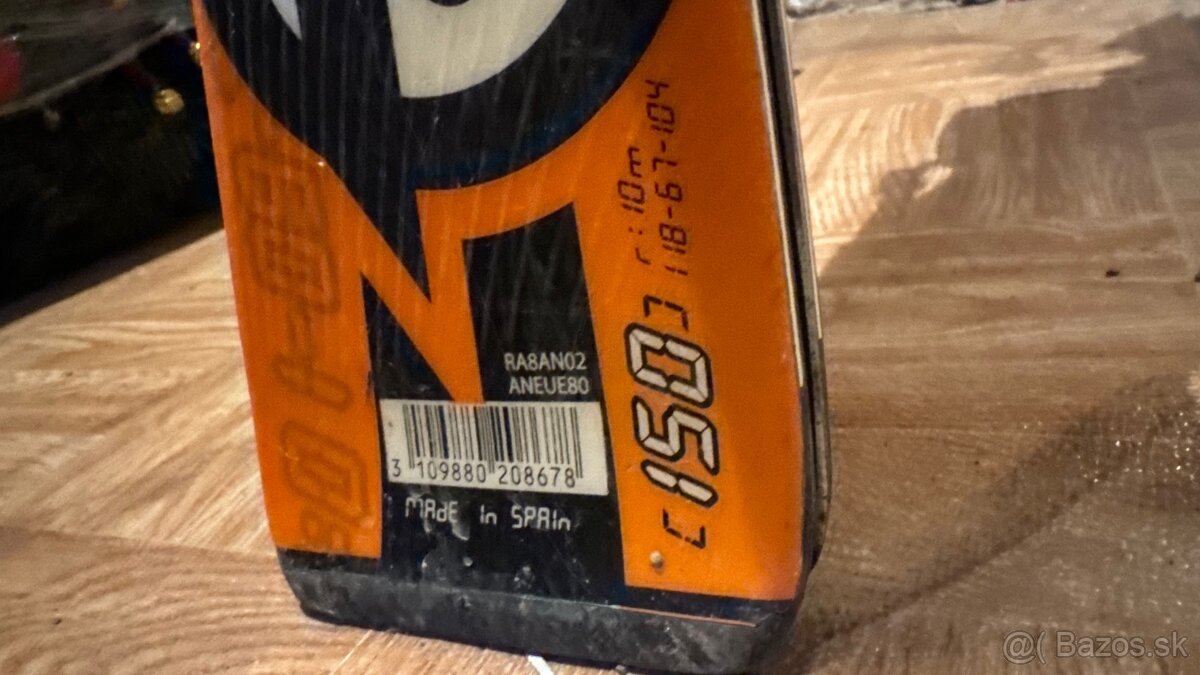 RA8AN02
ANEUE80
3 109880 208678
MAdE In SPAIn
[150]
r:10m
118-67-104
@( Bazos.sk